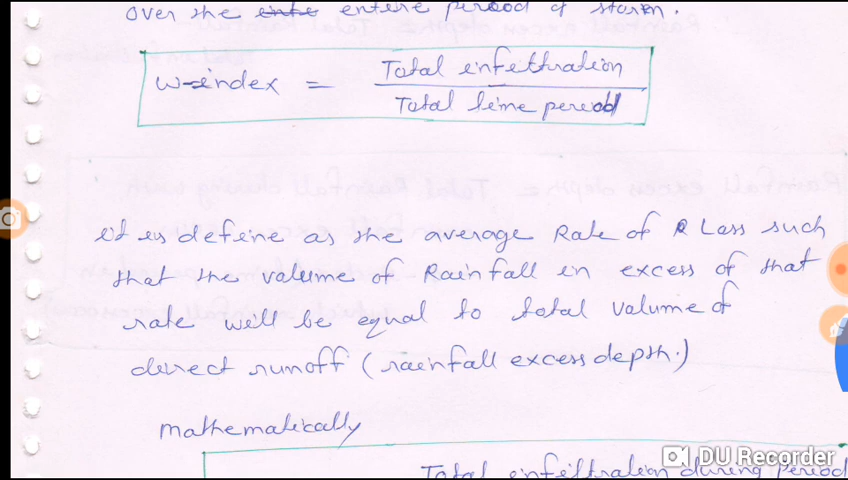 over the entire period of storm.
W-index = Total infiltration
Total time period
it is define as the average Rate of Loss such
that the volume of Rainfall in excess of that
rate will be equal to total volume of
direct runoff (rainfall excess depth.)
mathematically
Total infiltration during period
DU Recorder